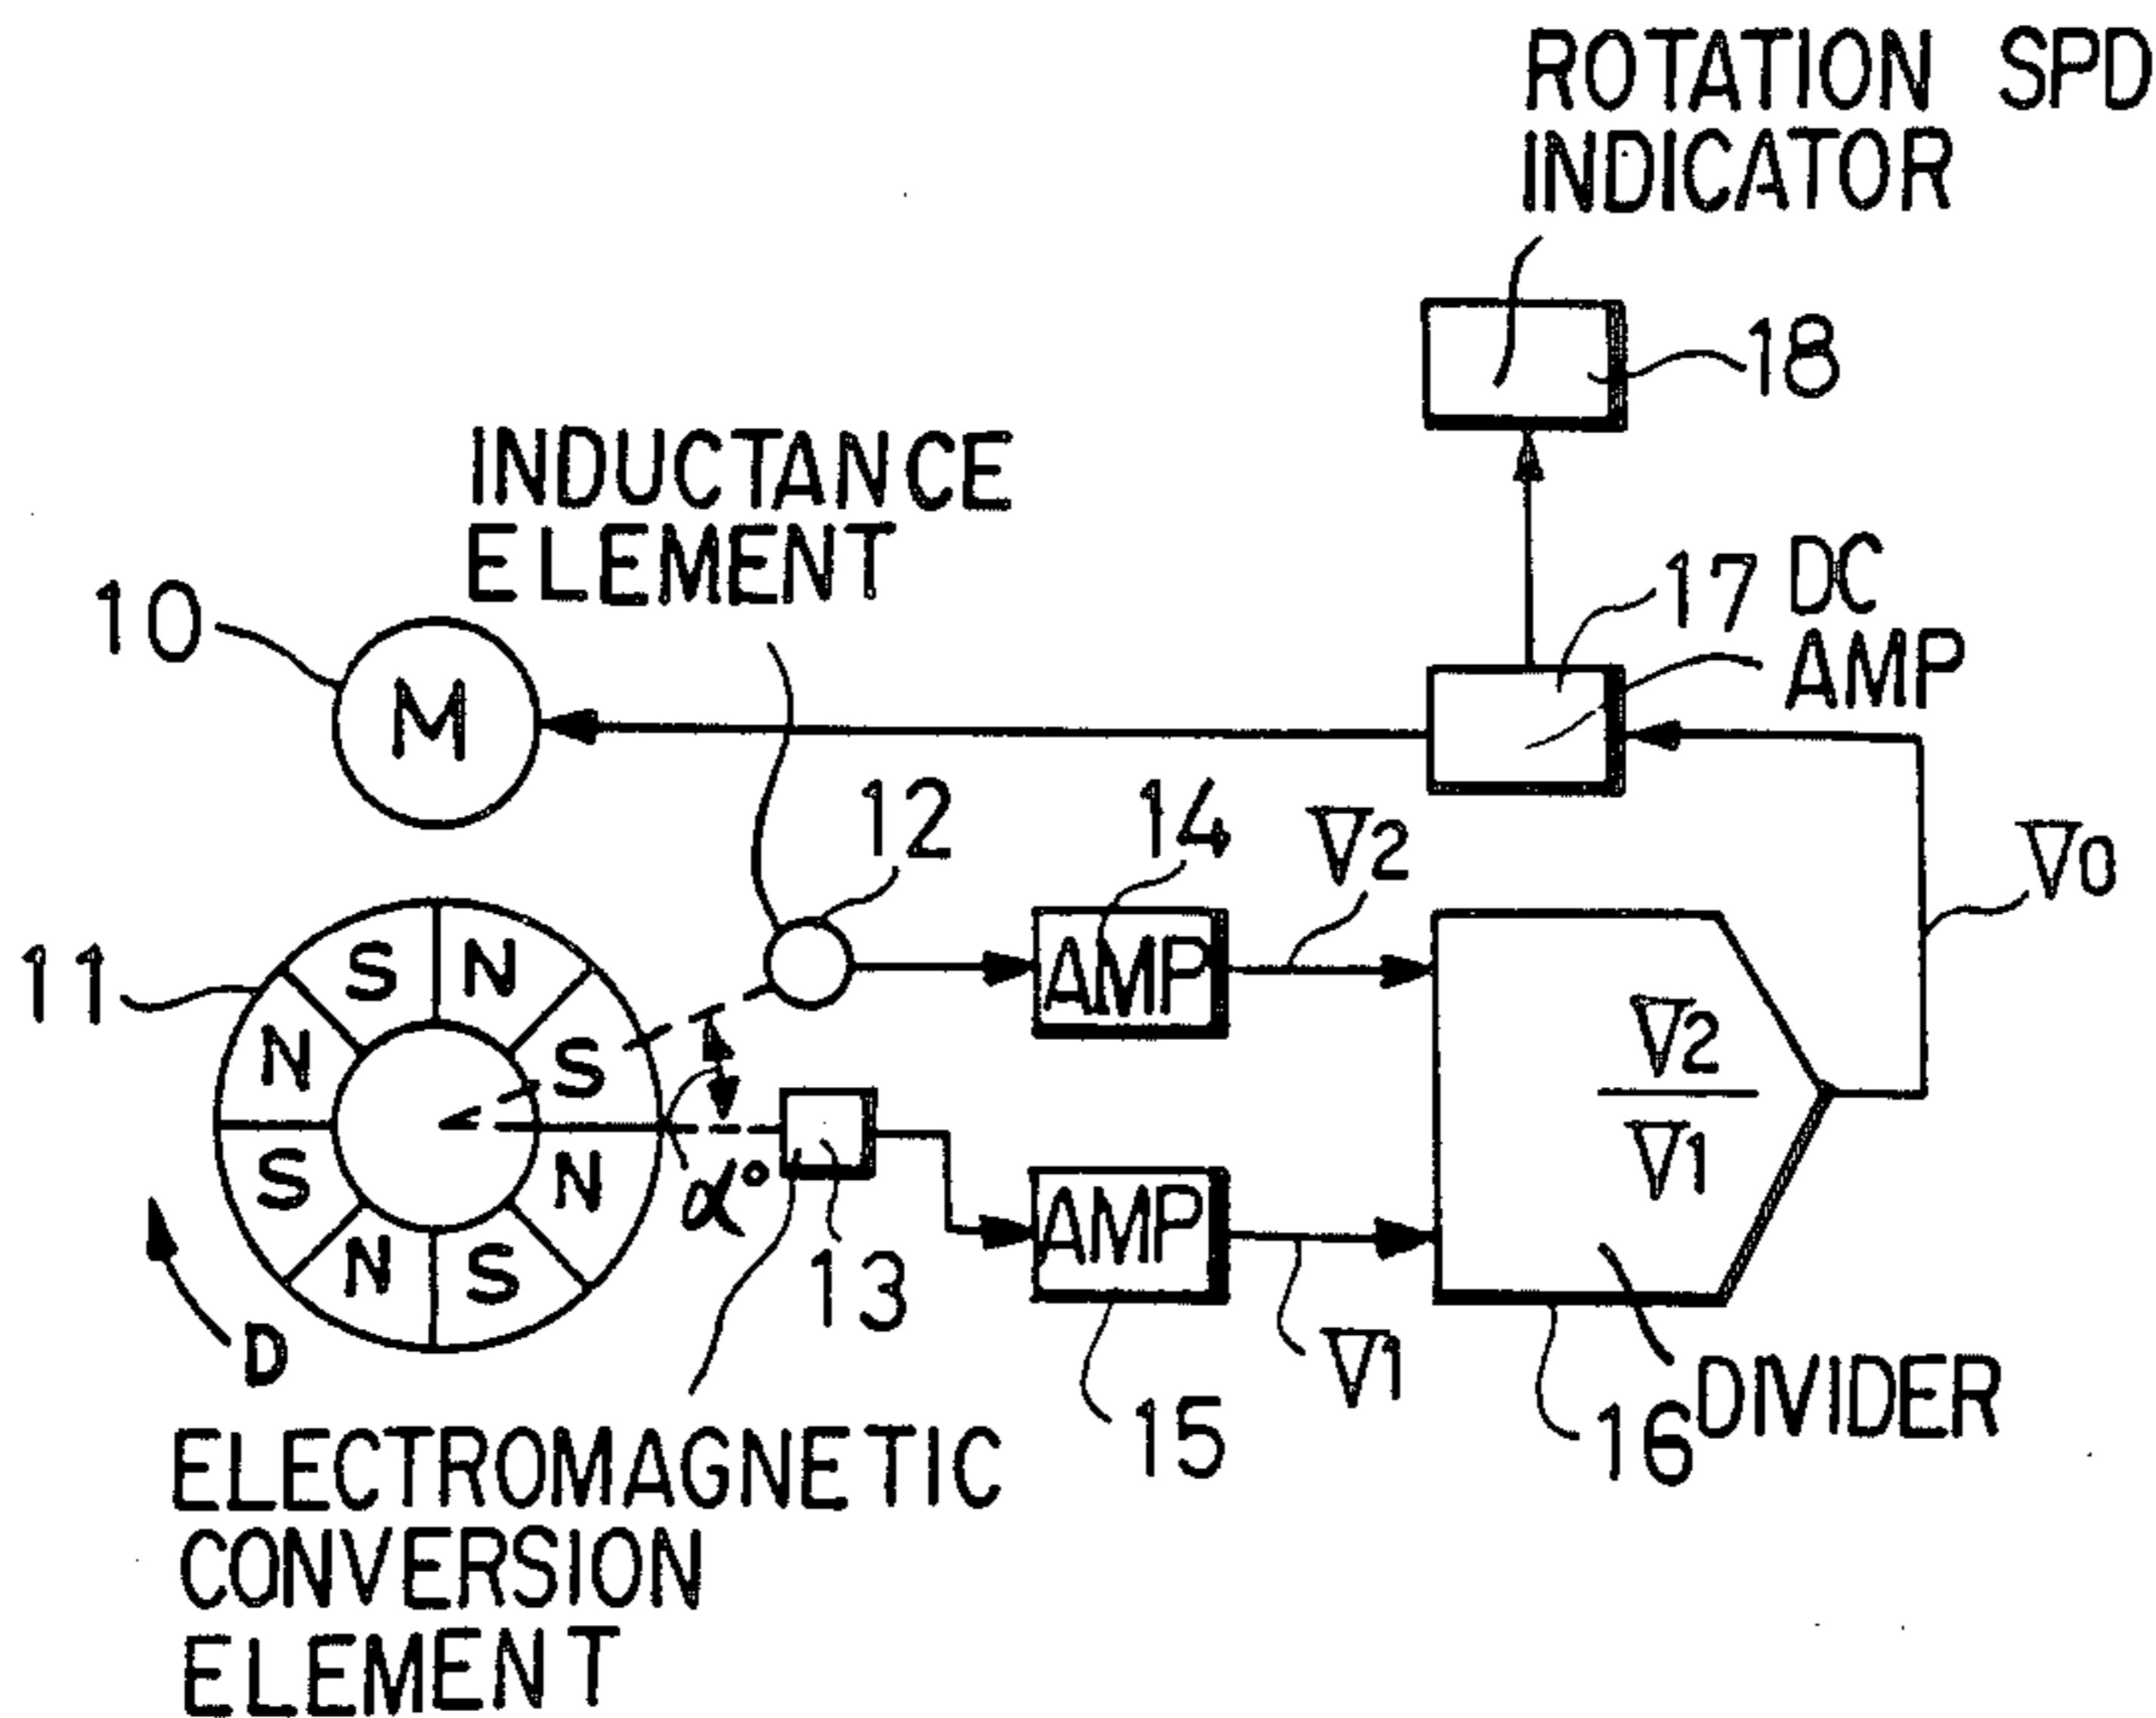 ROTATION SPD
INDICATOR
18
INDUCTANCE
ELEMENT
10
M
17
DC
AMP
12
14
V2
V0
11
S N
N S
S N
N S
AMP
V2
V1
α°
13
AMP
D
15
V1
16
DIVIDER
ELECTROMAGNETIC
CONVERSION
ELEMENT